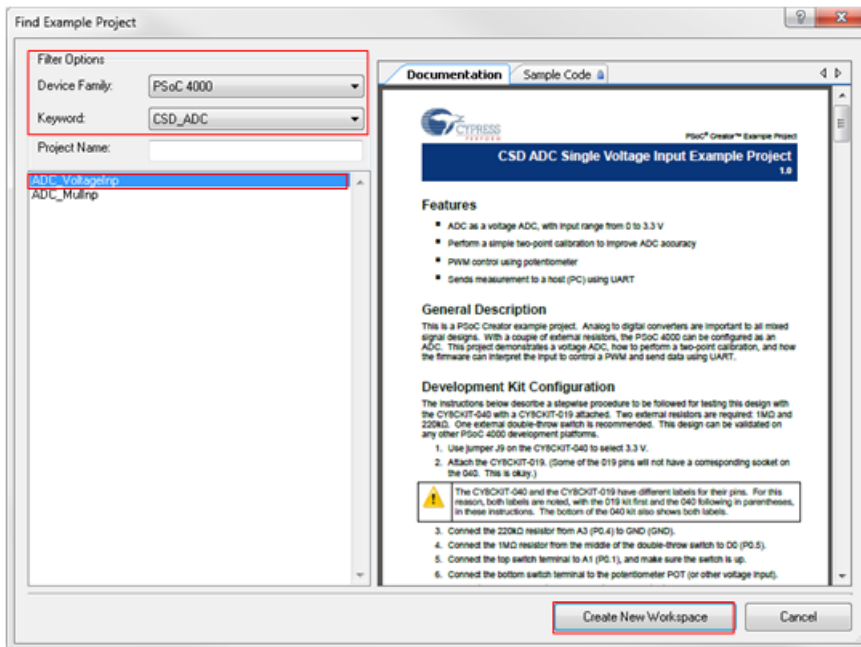 Find Example Project
Filter Options
Device Family:
PSoC 4000
Keyword:
CSD_ADC
Project Name:
ADC_VoltageInp
ADC_MulInp
Documentation
Sample Code
CYPRESS
PERFORM
PSoC® Creator™ Example Project
CSD ADC Single Voltage Input Example Project
1.0
Features
■ ADC as a voltage ADC, with input range from 0 to 3.3 V
■ Perform a simple two-point calibration to improve ADC accuracy
■ PWM control using potentiometer
■ Sends measurement to a host (PC) using UART
General Description
This is a PSoC Creator example project. Analog to digital converters are important to all mixed
signal designs. With a couple of external resistors, the PSoC 4000 can be configured as an
ADC. This project demonstrates a voltage ADC, how to perform a two-point calibration, and how
the firmware can interpret the input to control a PWM and send data using UART.
Development Kit Configuration
The instructions below describe a stepwise procedure to be followed for testing this design with
the CY8CKIT-040 with a CY8CKIT-019 attached. Two external resistors are required: 1MΩ and
220kΩ. One external double-throw switch is recommended. This design can be validated on
any other PSoC 4000 development platforms.
1. Use jumper J9 on the CY8CKIT-040 to select 3.3 V.
2. Attach the CY8CKIT-019. (Some of the 019 pins will not have a corresponding socket on
the 040. This is okay.)
The CY8CKIT-040 and the CY8CKIT-019 have different labels for their pins. For this
reason, both labels are noted, with the 019 kit first and the 040 following in parentheses,
in these instructions. The bottom of the 040 kit also shows both labels.
3. Connect the 220kΩ resistor from A3 (P0.4) to GND (GND).
4. Connect the 1MΩ resistor from the middle of the double-throw switch to D0 (P0.5).
5. Connect the top switch terminal to A1 (P0.1), and make sure the switch is up.
6. Connect the bottom switch terminal to the potentiometer POT (or other voltage input).
Create New Workspace
Cancel